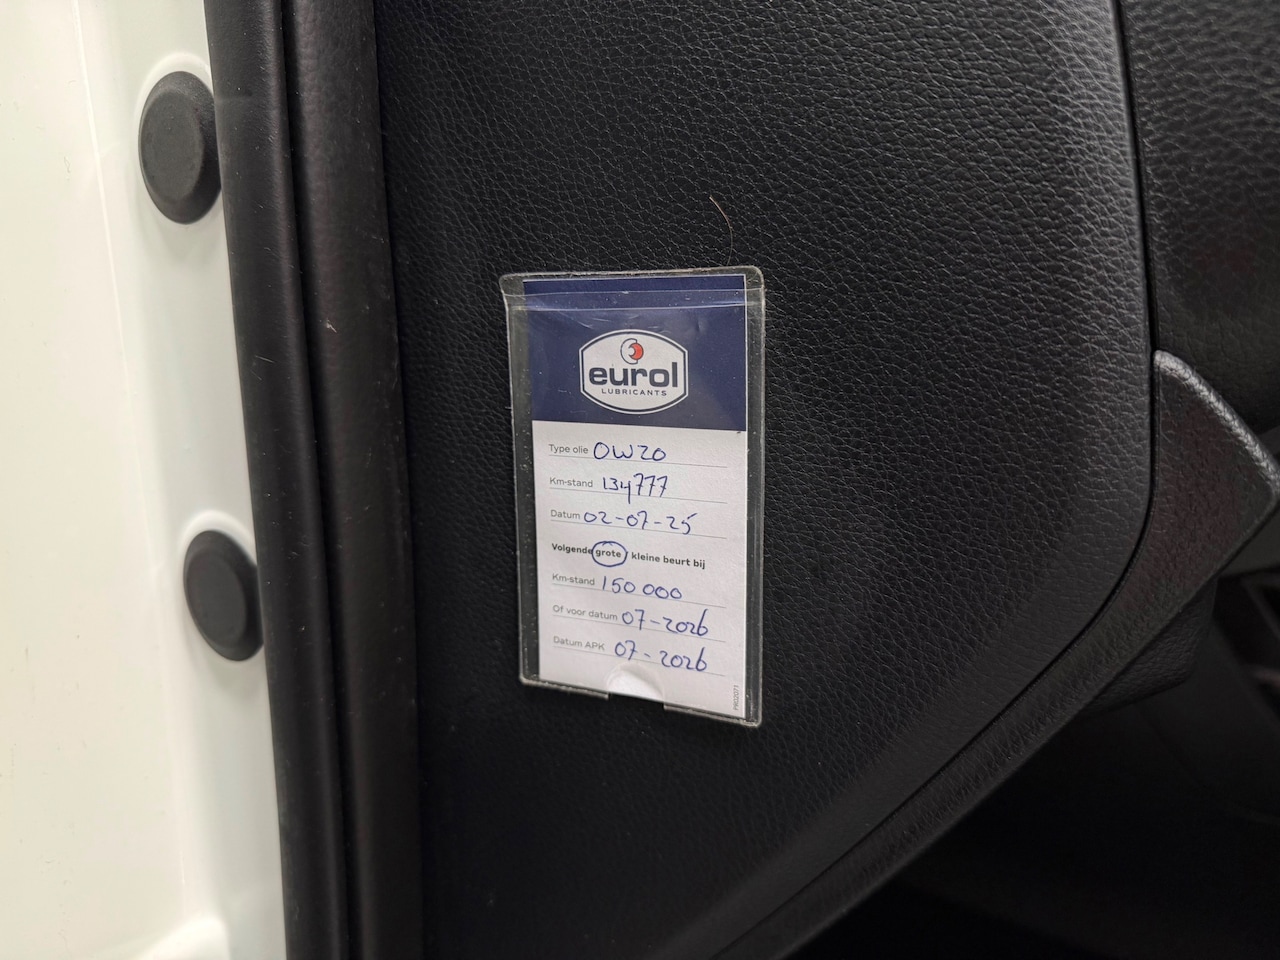 eurol
LUBRICANTS
Type olie 0W20
Km-stand 134777
Datum 02-07-25
Volgende grote / kleine beurt bij
Km-stand 150 000
Of voor datum 07-2026
Datum APK 07-2026
PR02071